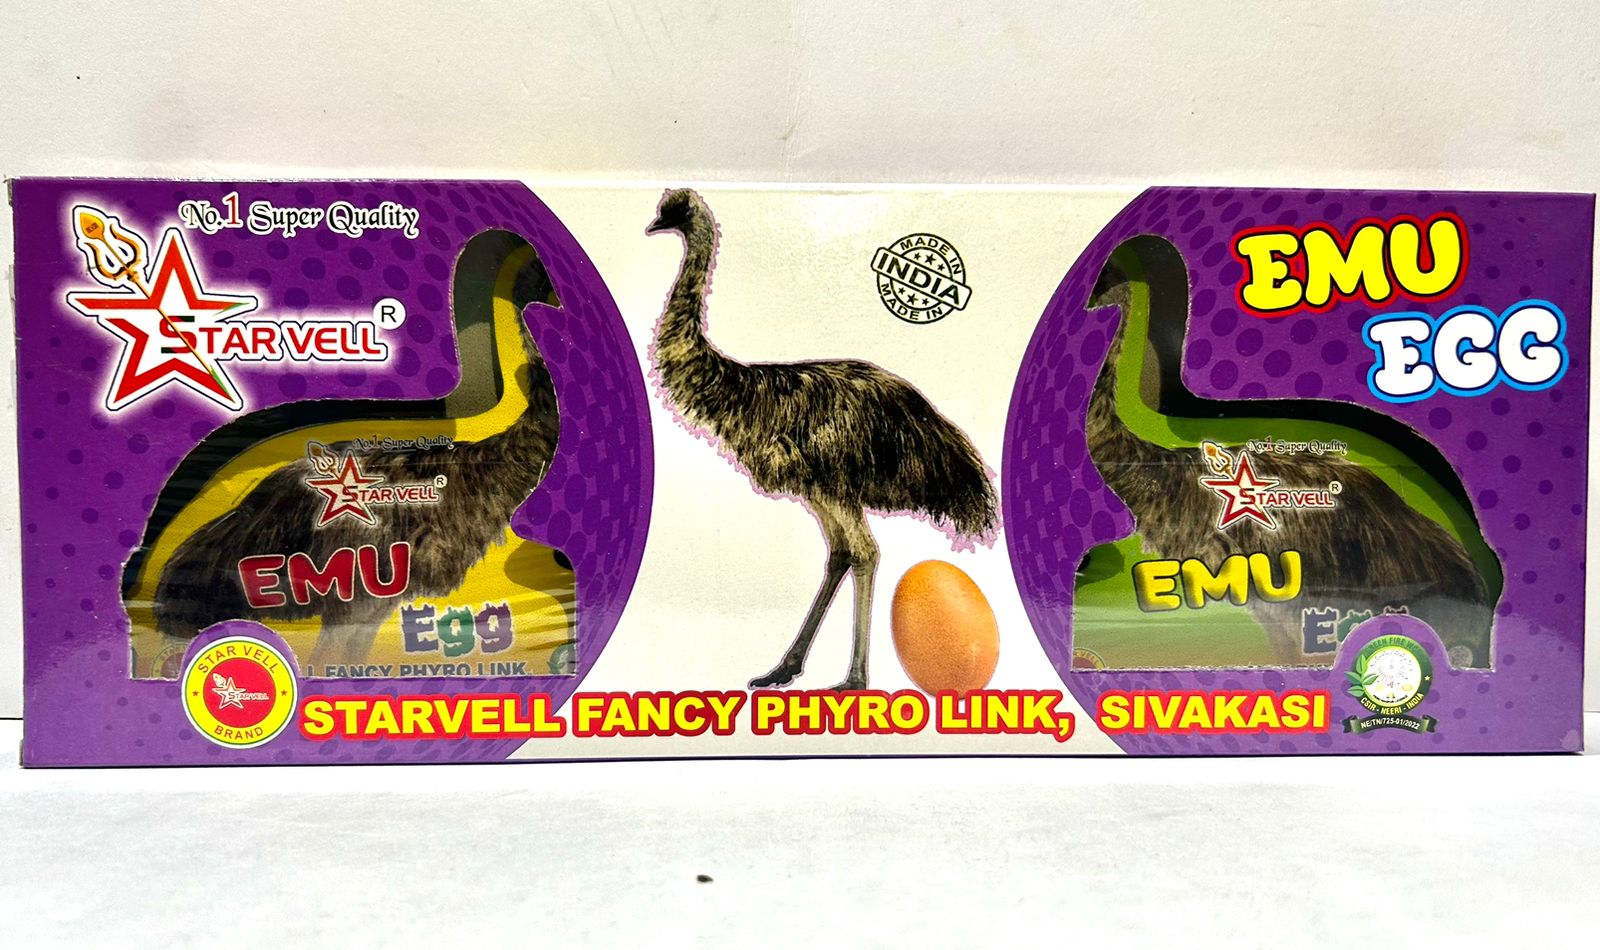 No.1 Super Quality
STAR VELL R
EMU
EGG
MADE IN
INDIA
MADE IN
No.1 Super Quality
STAR VELL R
EMU
Egg
FANCY PHYRO LINK
No.1 Super Quality
STAR VELL R
EMU
STAR VELL
STAR VELL
BRAND
STARVELL FANCY PHYRO LINK, SIVAKASI
CSIR - NEERI - INDIA
NE/TN/725-01/2022